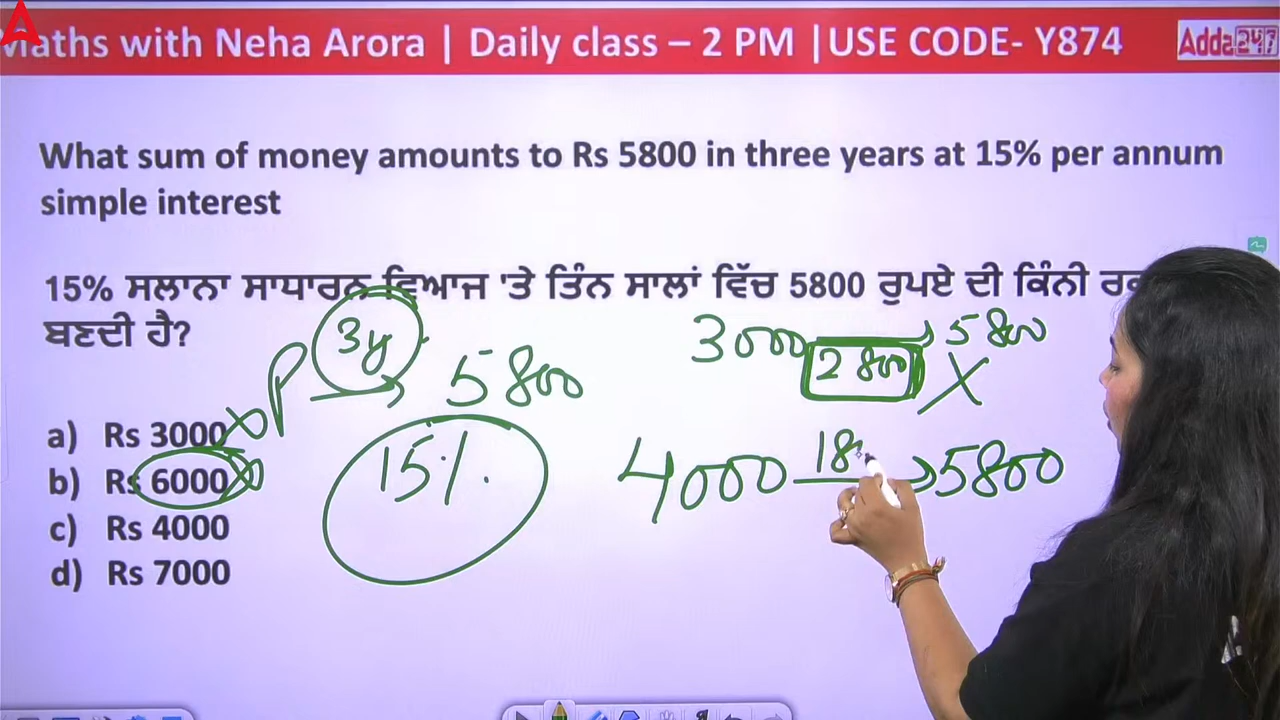 Maths with Neha Arora | Daily class – 2 PM |USE CODE- Y874
Adda247
What sum of money amounts to Rs 5800 in three years at 15% per annum
simple interest
15% ਸਲਾਨਾ ਸਾਧਾਰਨ ਵਿਆਜ 'ਤੇ ਤਿੰਨ ਸਾਲਾਂ ਵਿੱਚ 5800 ਰੁਪਏ ਦੀ ਕਿੰਨੀ
ਬਣਦੀ ਹੈ?
P 3y 5800
3000 2800 5800 X
15%.
4000 18 5800
a) Rs 3000
b) Rs 6000
c) Rs 4000
d) Rs 7000